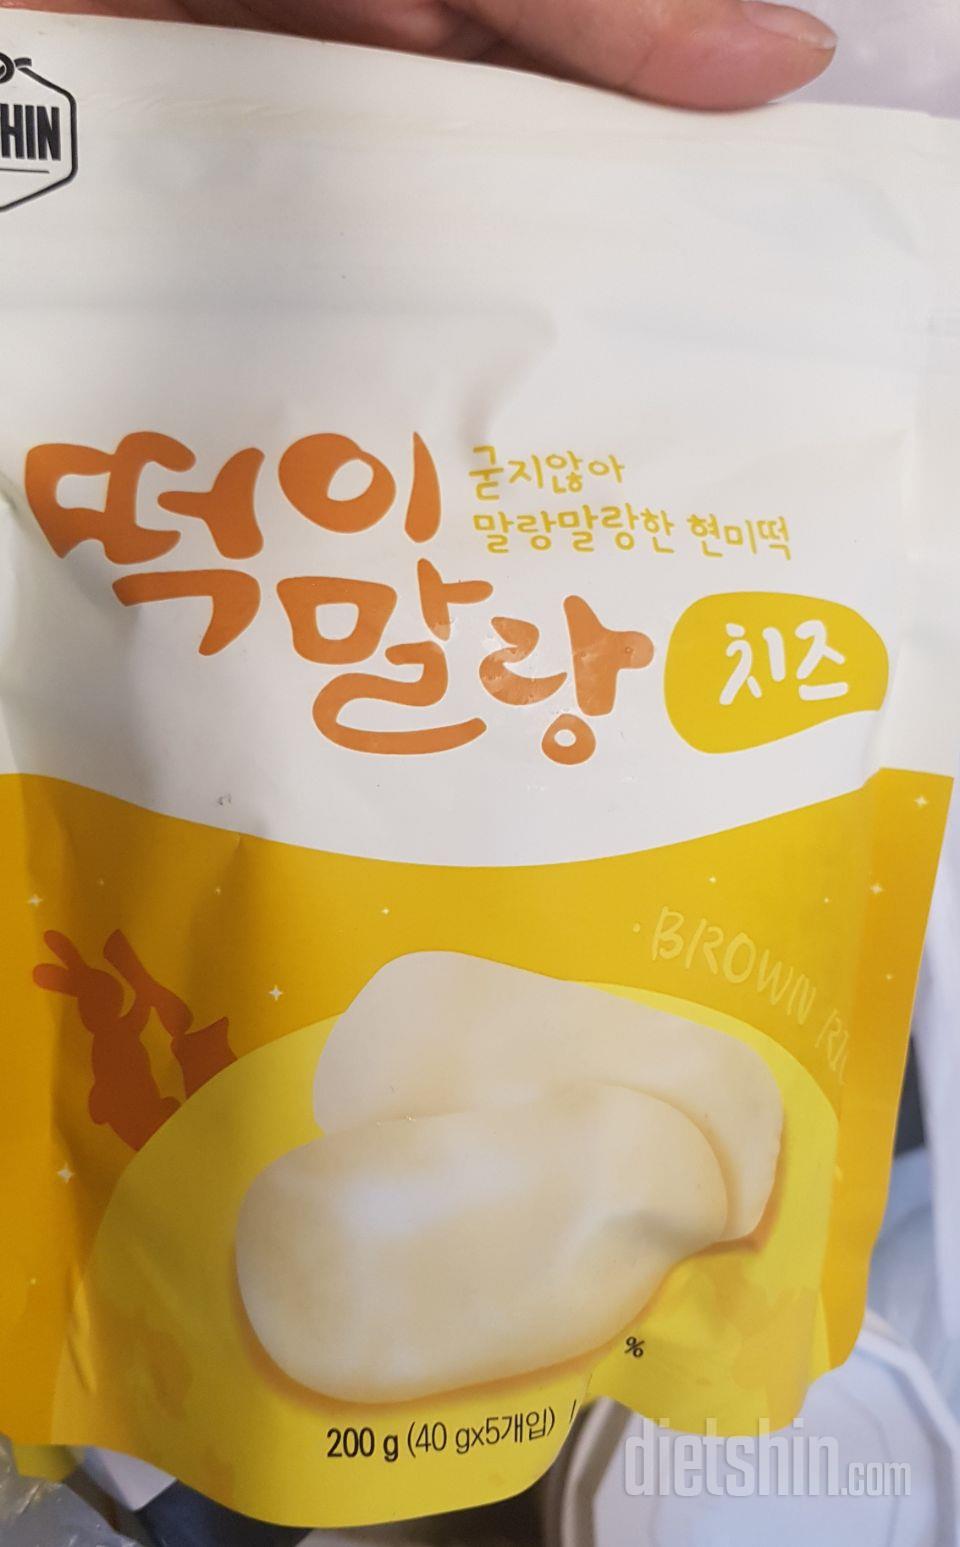 HIN
떡이
말랑
굳지않아
말랑말랑한 현미떡
치즈
BROWN
%
200 g (40 gx5개입) /
dietshin.com